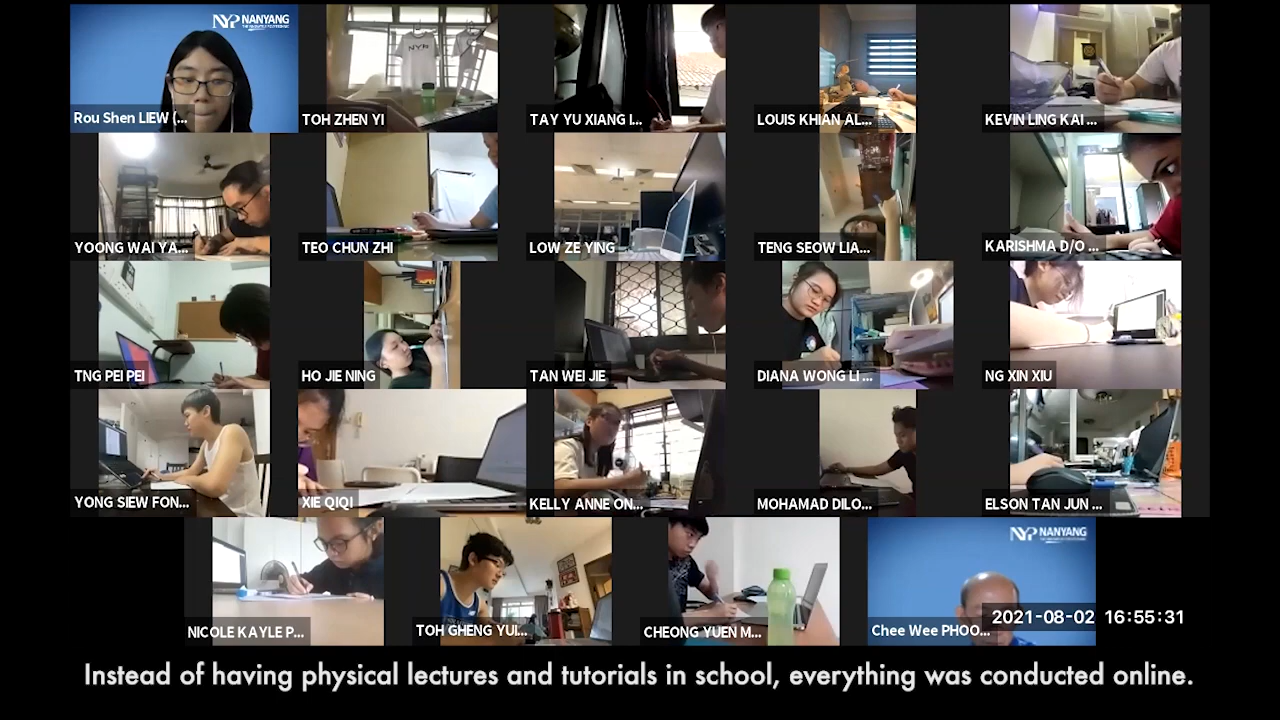 NYP NANYANG
Rou Shen LIEW (...
NYN
TOH ZHEN YI
TAY YU XIANG I...
LOUIS KHIAN AL...
KEVIN LING KAI ...
YOONG WAI YA...
TEO CHUN ZHI
LOW ZE YING
TENG SEOW LIA...
KARISHMA D/O ...
TNG PEI PEI
HO JIE NING
TAN WEI JIE
DIANA WONG LI ...
NG XIN XIU
YONG SIEW FON...
XIE QIQI
KELLY ANNE ON...
MOHAMAD DILO...
ELSON TAN JUN ...
NICOLE KAYLE P...
TOH GHENG YUI...
CHEONG YUEN M...
NYP NANYANG
Chee Wee PHOO...
2021-08-02 16:55:31
Instead of having physical lectures and tutorials in school, everything was conducted online.